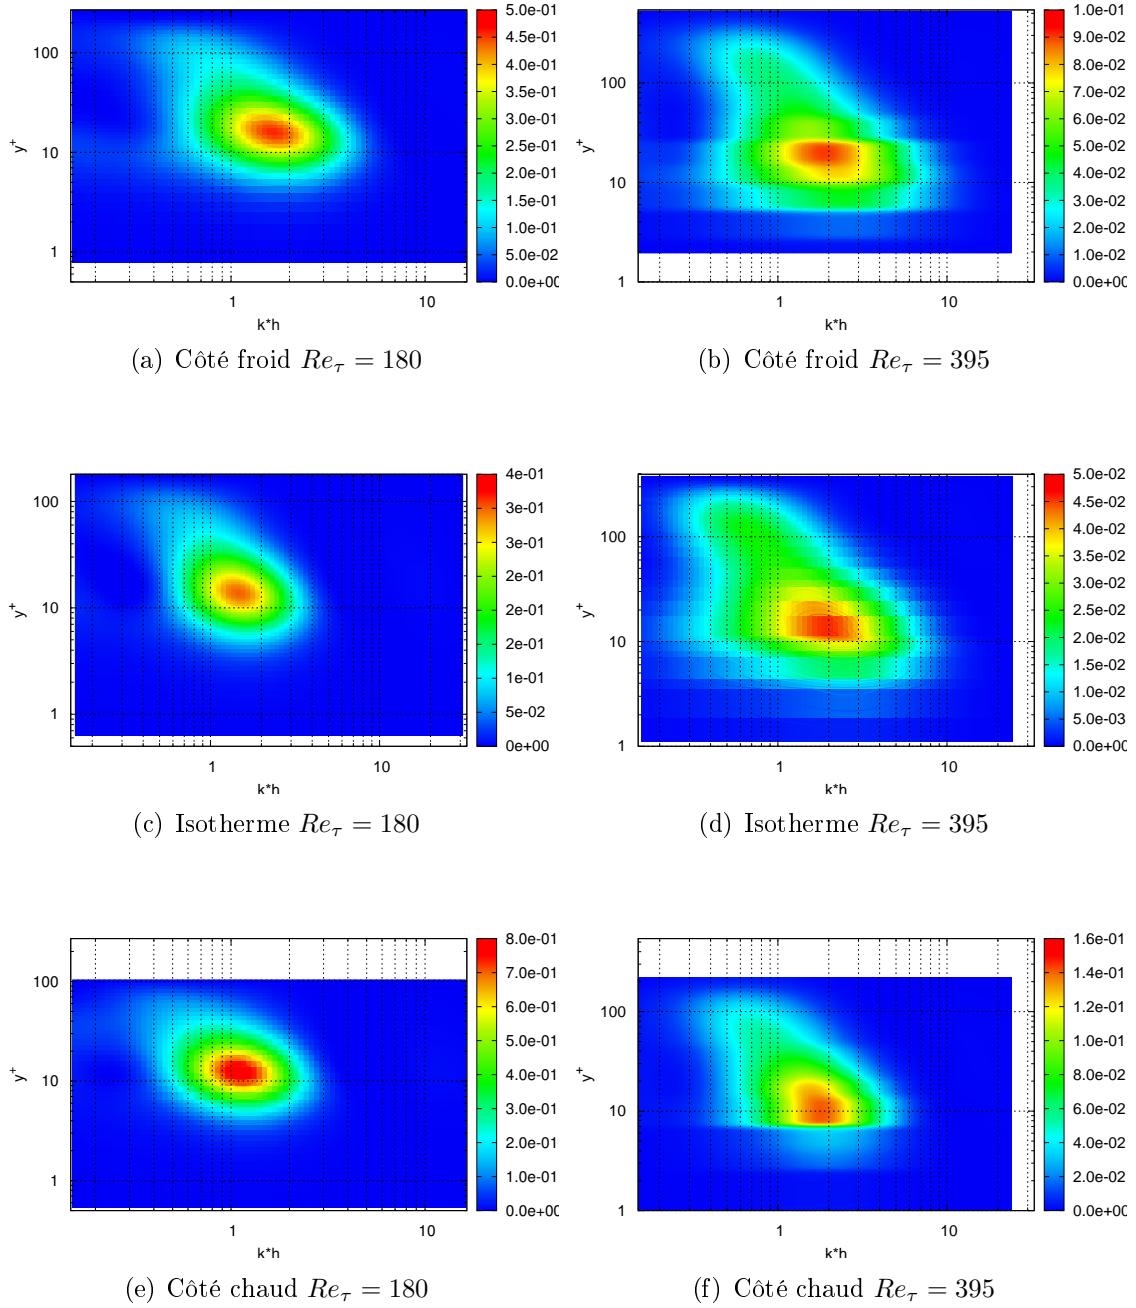 100
10
1
y+
1
10
k*h
5.0e-01
4.5e-01
4.0e-01
3.5e-01
3.0e-01
2.5e-01
2.0e-01
1.5e-01
1.0e-01
5.0e-02
0.0e+00
(a) Côté froid Reτ = 180
100
10
1
y+
1
10
k*h
1.0e-01
9.0e-02
8.0e-02
7.0e-02
6.0e-02
5.0e-02
4.0e-02
3.0e-02
2.0e-02
1.0e-02
0.0e+00
(b) Côté froid Reτ = 395
100
10
1
y+
1
10
k*h
4e-01
3e-01
3e-01
2e-01
2e-01
2e-01
1e-01
5e-02
0e+00
(c) Isotherme Reτ = 180
100
10
1
y+
1
10
k*h
5.0e-02
4.5e-02
4.0e-02
3.5e-02
3.0e-02
2.5e-02
2.0e-02
1.5e-02
1.0e-02
5.0e-03
0.0e+00
(d) Isotherme Reτ = 395
100
10
1
y+
1
10
k*h
8.0e-01
7.0e-01
6.0e-01
5.0e-01
4.0e-01
3.0e-01
2.0e-01
1.0e-01
0.0e+00
(e) Côté chaud Reτ = 180
100
10
1
y+
1
10
k*h
1.6e-01
1.4e-01
1.2e-01
1.0e-01
8.0e-02
6.0e-02
4.0e-02
2.0e-02
0.0e+00
(f) Côté chaud Reτ = 395